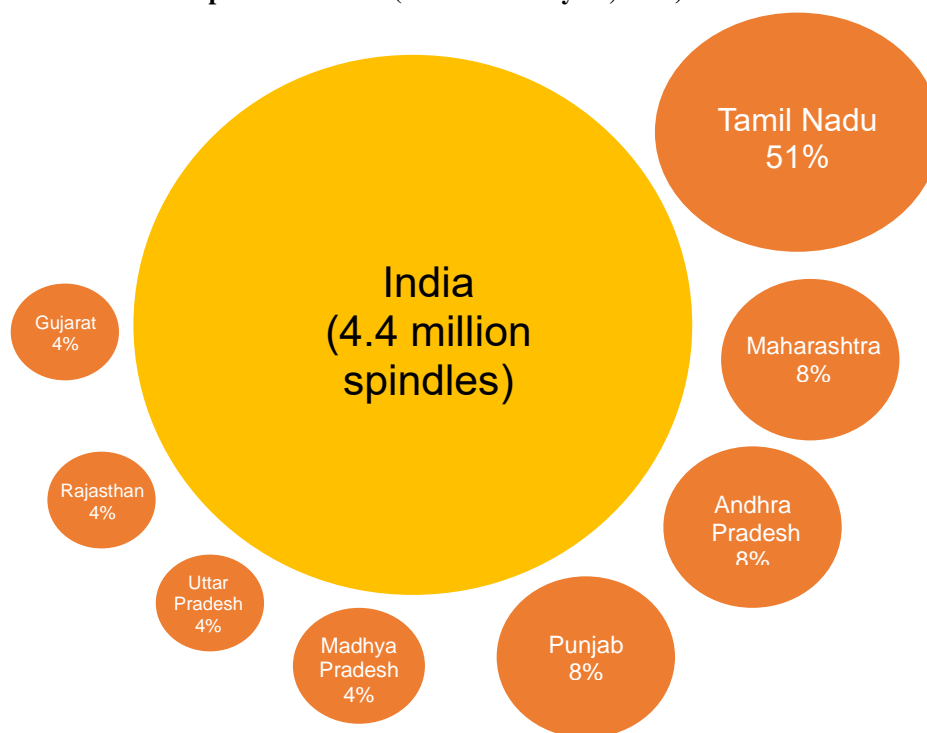 Tamil Nadu
51%
India
(4.4 million
spindles)
Maharashtra
8%
Andhra
Pradesh
8%
Punjab
8%
Madhya
Pradesh
4%
Uttar
Pradesh
4%
Rajasthan
4%
Gujarat
4%